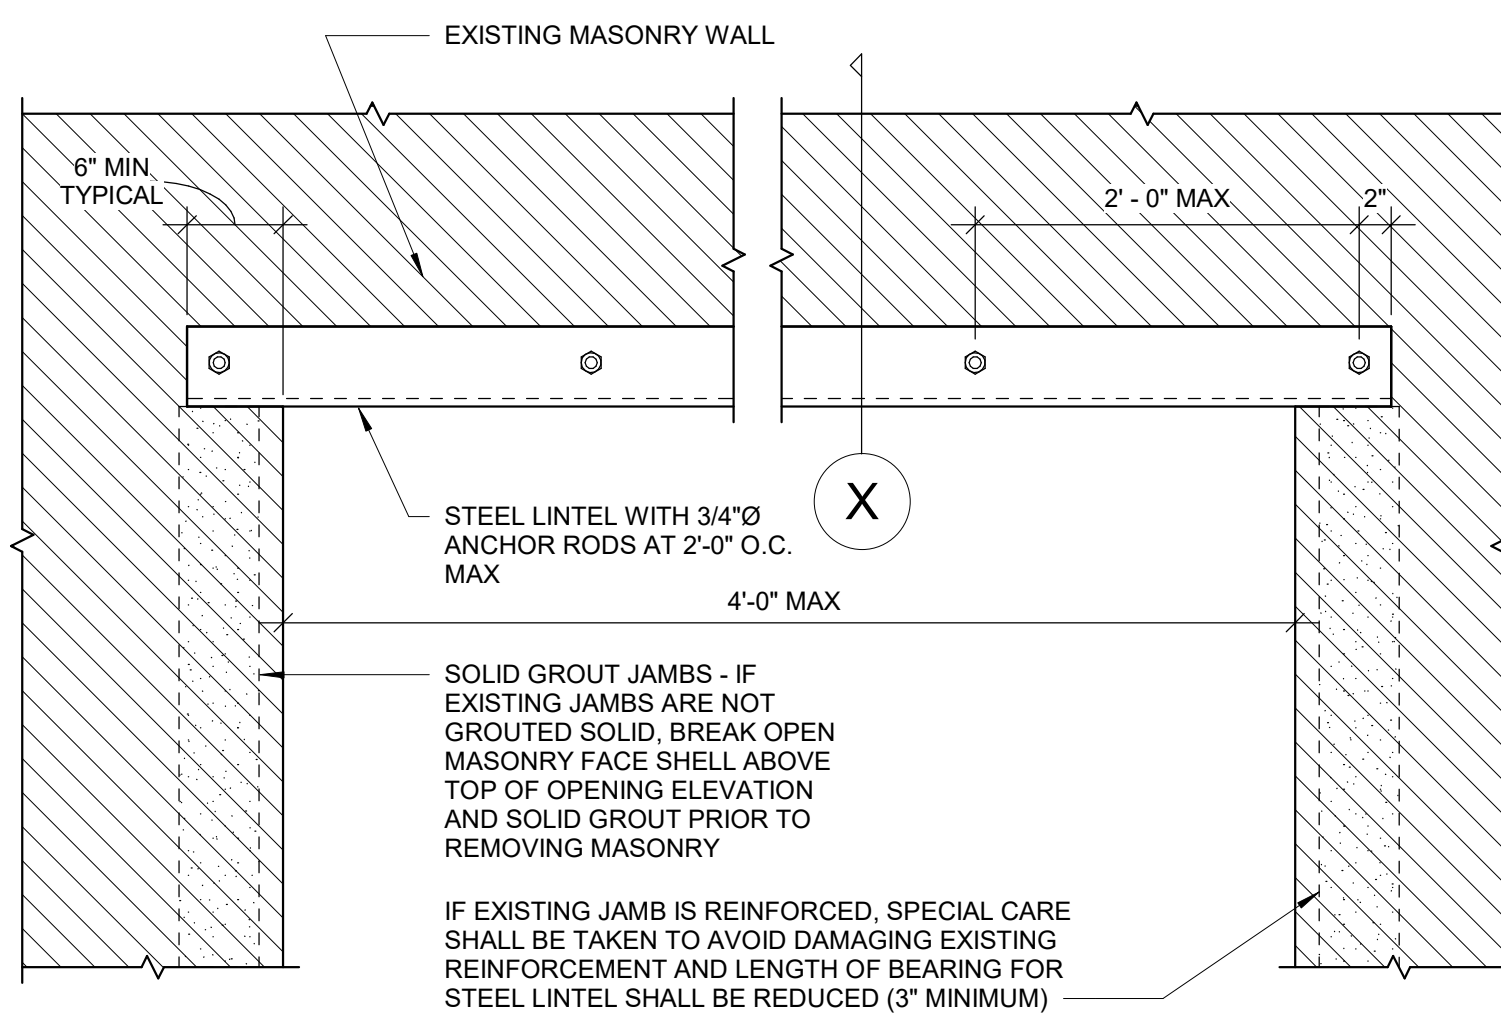 EXISTING MASONRY WALL
6" MIN
TYPICAL
2' - 0" MAX
2"
X
STEEL LINTEL WITH 3/4"Ø
ANCHOR RODS AT 2'-0" O.C.
MAX
4'-0" MAX
SOLID GROUT JAMBS - IF
EXISTING JAMBS ARE NOT
GROUTED SOLID, BREAK OPEN
MASONRY FACE SHELL ABOVE
TOP OF OPENING ELEVATION
AND SOLID GROUT PRIOR TO
REMOVING MASONRY
IF EXISTING JAMB IS REINFORCED, SPECIAL CARE
SHALL BE TAKEN TO AVOID DAMAGING EXISTING
REINFORCEMENT AND LENGTH OF BEARING FOR
STEEL LINTEL SHALL BE REDUCED (3" MINIMUM)